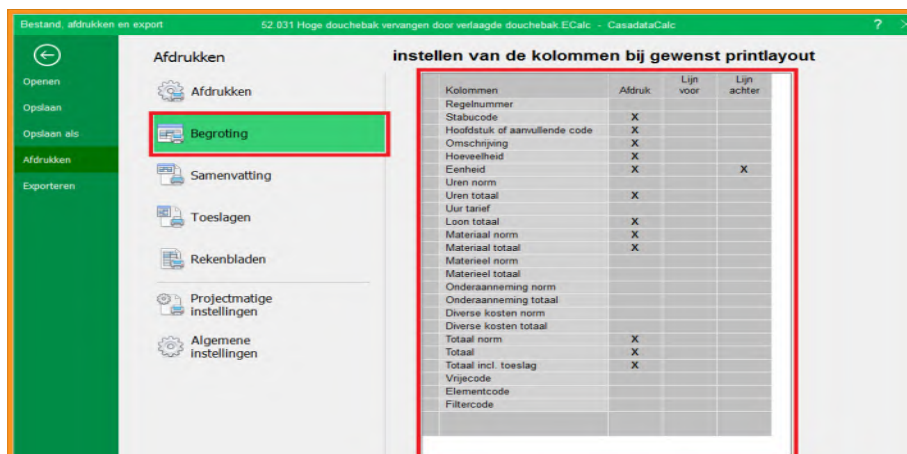 Bestand, afdrukken en export
52.031 Hoge douchebak vervangen door verlaagde douchebak ECalc - CasadataCalc
?
Openen
Opslaan
Opslaan als
Afdrukken
Exporteren
Afdrukken
Afdrukken
Begroting
Samenvatting
Toeslagen
Rekenbladen
Projectmatige
instellingen
Algemene
instellingen
instellen van de kolommen bij gewenst printlayout
Kolommen Afdruk Lijn voor Lijn achter
Regelnummer
Stabucode X
Hoofdstuk of aanvullende code X
Omschrijving X
Hoeveelheid X
Eenheid X X
Uren norm
Uren totaal X
Uur tarief
Loon totaal X
Materiaal norm X
Materiaal totaal X
Materieel norm
Materieel totaal
Onderaanneming norm
Onderaanneming totaal
Diverse kosten norm
Diverse kosten totaal
Totaal norm X
Totaal X
Totaal incl. toeslag X
Vrijecode
Elementcode
Filtercode